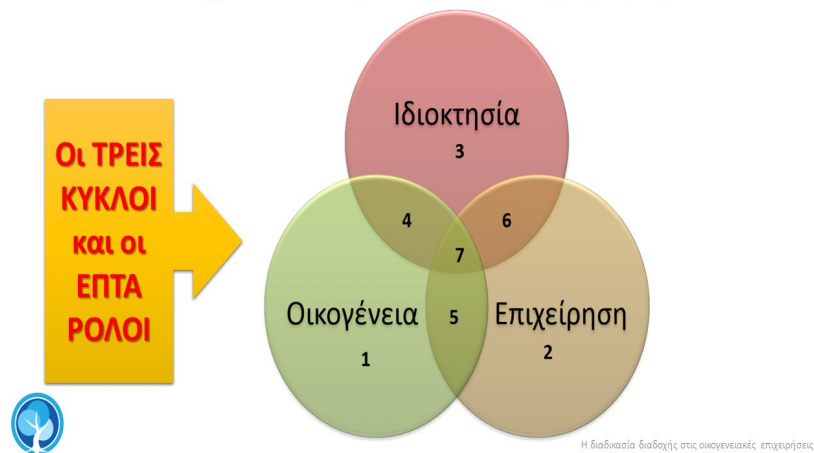 Οι ΤΡΕΙΣ
ΚΥΚΛΟΙ
και οι
ΕΠΤΑ
ΡΟΛΟΙ
Ιδιοκτησία
3
4
6
7
Οικογένεια
5
Επιχείρηση
1
2
Η διαδικασία διαδοχής στις οικογενειακές επιχειρήσεις